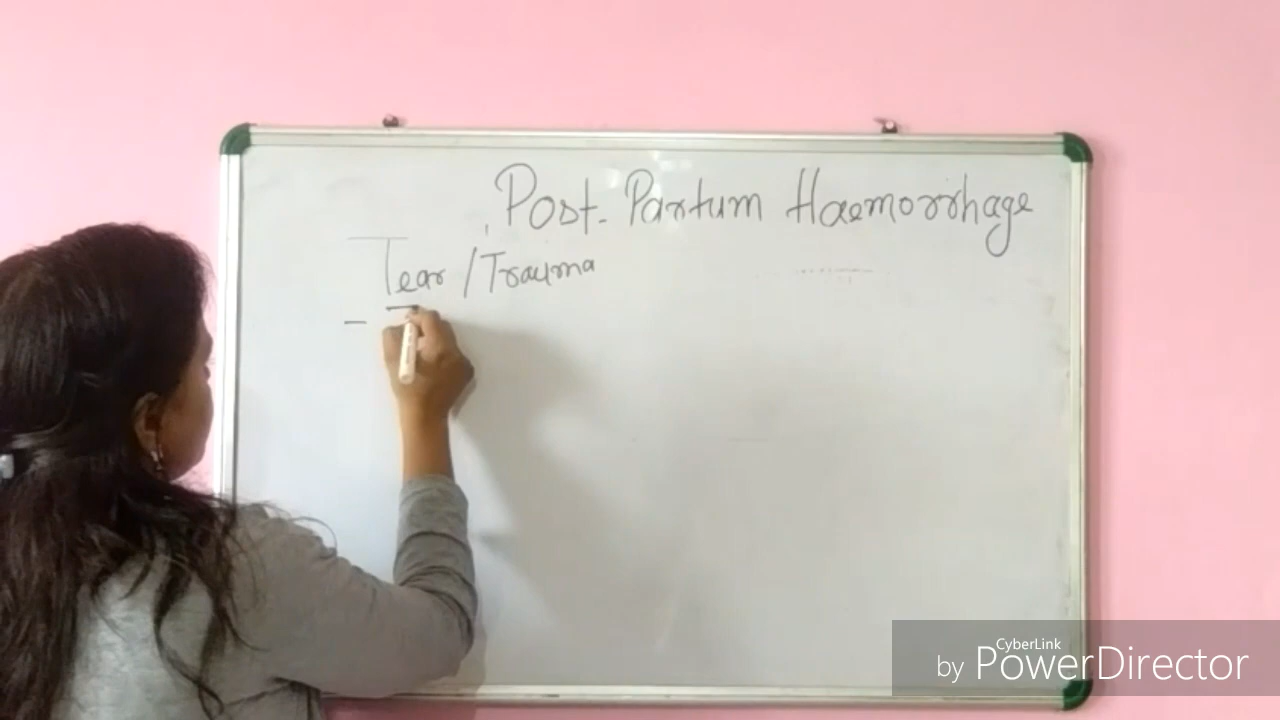 Post-Partum Haemorrhage
Tear / Trauma
-
CyberLink
by PowerDirector